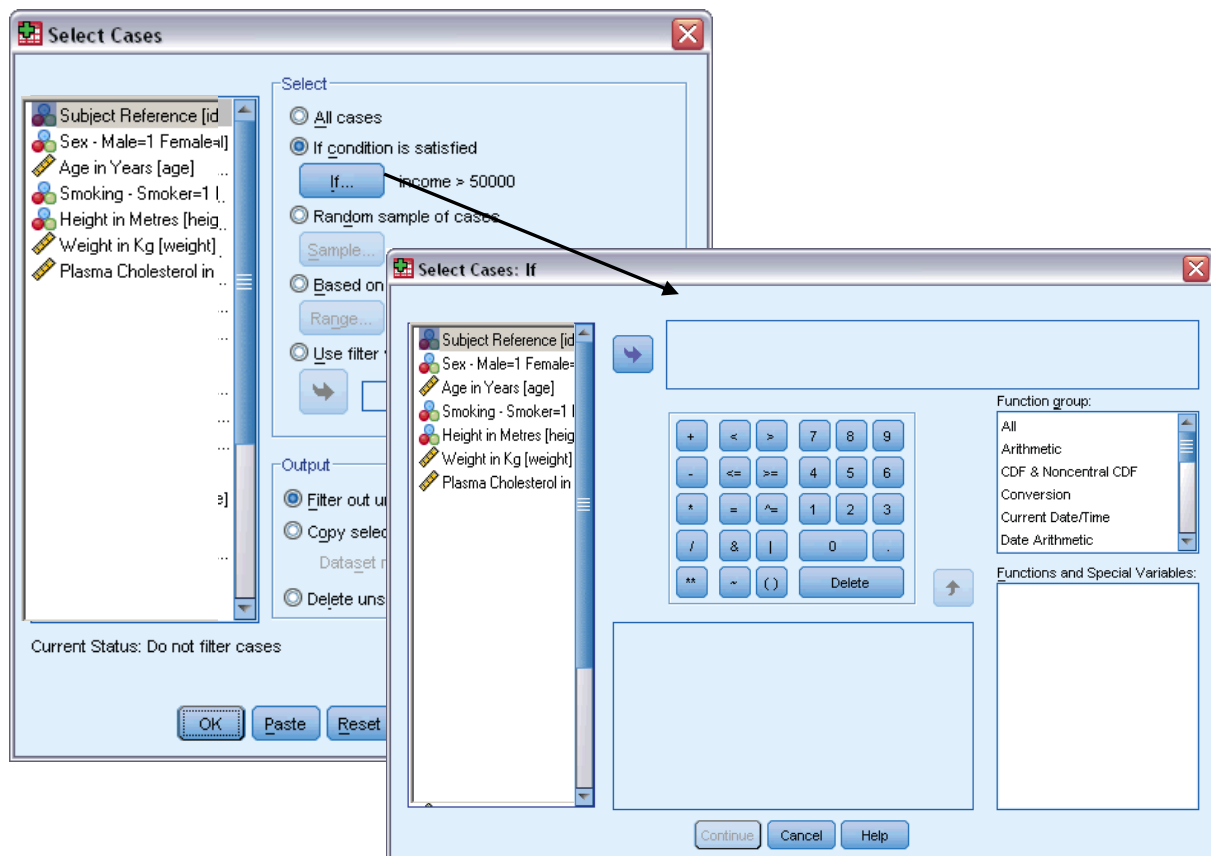 Select Cases
Subject Reference [id
Sex - Male=1 Female=
Age in Years [age]
Smoking - Smoker=1
Height in Metres [heig
Weight in Kg [weight]
Plasma Cholesterol in
Current Status: Do not filter cases
Select
All cases
If condition is satisfied
If... income > 50000
Random sample of cases
Sample...
Based on
Range...
Use filter
Output
Filter out
Copy selec
Dataset
Delete uns
OK Paste Reset
Select Cases: If
Subject Reference [id
Sex - Male=1 Female=
Age in Years [age]
Smoking - Smoker=1
Height in Metres [heig
Weight in Kg [weight]
Plasma Cholesterol in
+ < > 7 8 9
- <= >= 4 5 6
* = ^= 1 2 3
/ & | 0 .
** ~ ( ) Delete
Function group:
All
Arithmetic
CDF & Noncentral CDF
Conversion
Current Date/Time
Date Arithmetic
Functions and Special Variables:
Continue Cancel Help